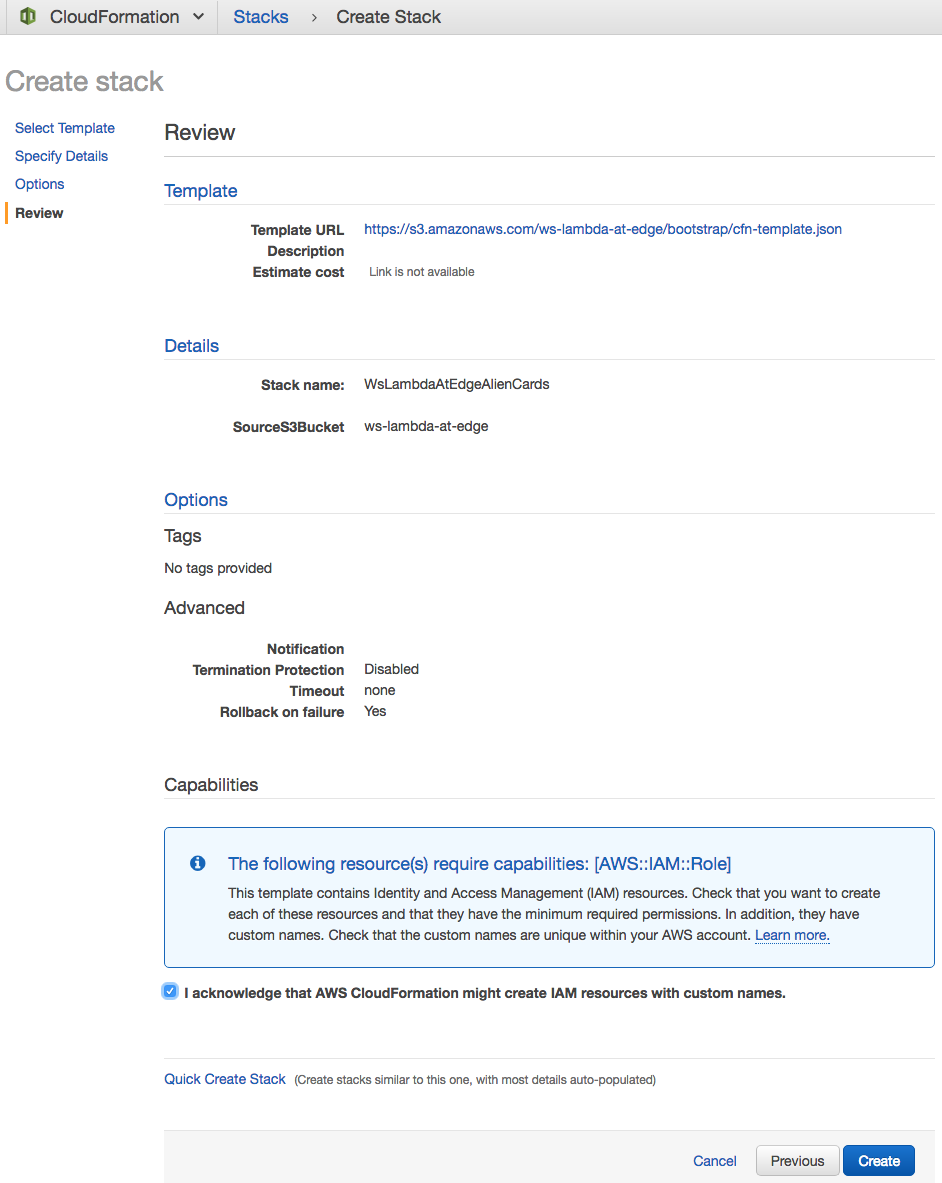 CloudFormation Stacks > Create Stack
Create stack
Select Template
Specify Details
Options
Review
Review
Template
Template URL https://s3.amazonaws.com/ws-lambda-at-edge/bootstrap/cfn-template.json
Description
Estimate cost Link is not available
Details
Stack name: WsLambdaAtEdgeAlienCards
SourceS3Bucket ws-lambda-at-edge
Options
Tags
No tags provided
Advanced
Notification
Termination Protection Disabled
Timeout none
Rollback on failure Yes
Capabilities
The following resource(s) require capabilities: [AWS::IAM::Role]
This template contains Identity and Access Management (IAM) resources. Check that you want to create
each of these resources and that they have the minimum required permissions. In addition, they have
custom names. Check that the custom names are unique within your AWS account. Learn more.
I acknowledge that AWS CloudFormation might create IAM resources with custom names.
Quick Create Stack (Create stacks similar to this one, with most details auto-populated)
Cancel Previous Create